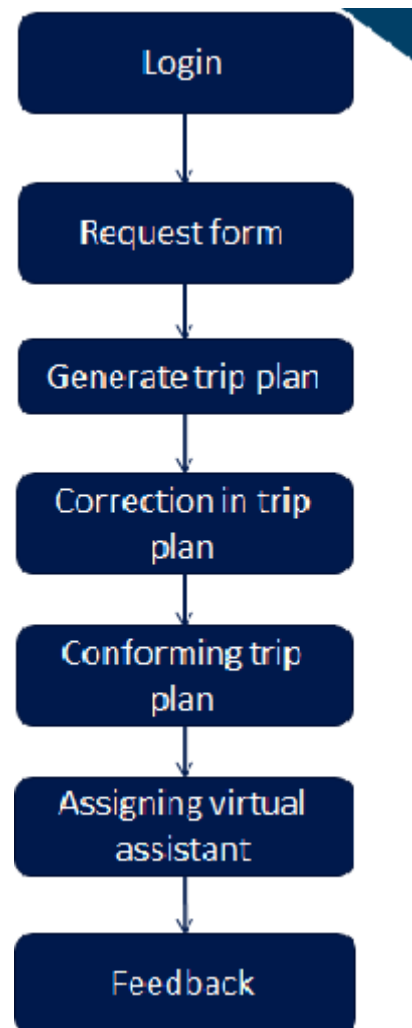 Login
Request form
Generate trip plan
Correction in trip
plan
Conforming trip
plan
Assigning virtual
assistant
Feedback